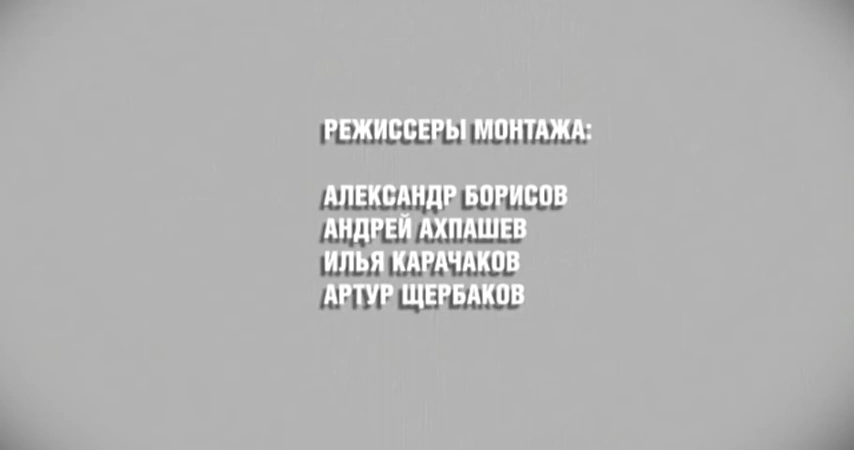 РЕЖИССЕРЫ МОНТАЖА:
АЛЕКСАНДР БОРИСОВ
АНДРЕЙ АХПАШЕВ
ИЛЬЯ КАРАЧАКОВ
АРТУР ЩЕРБАКОВ